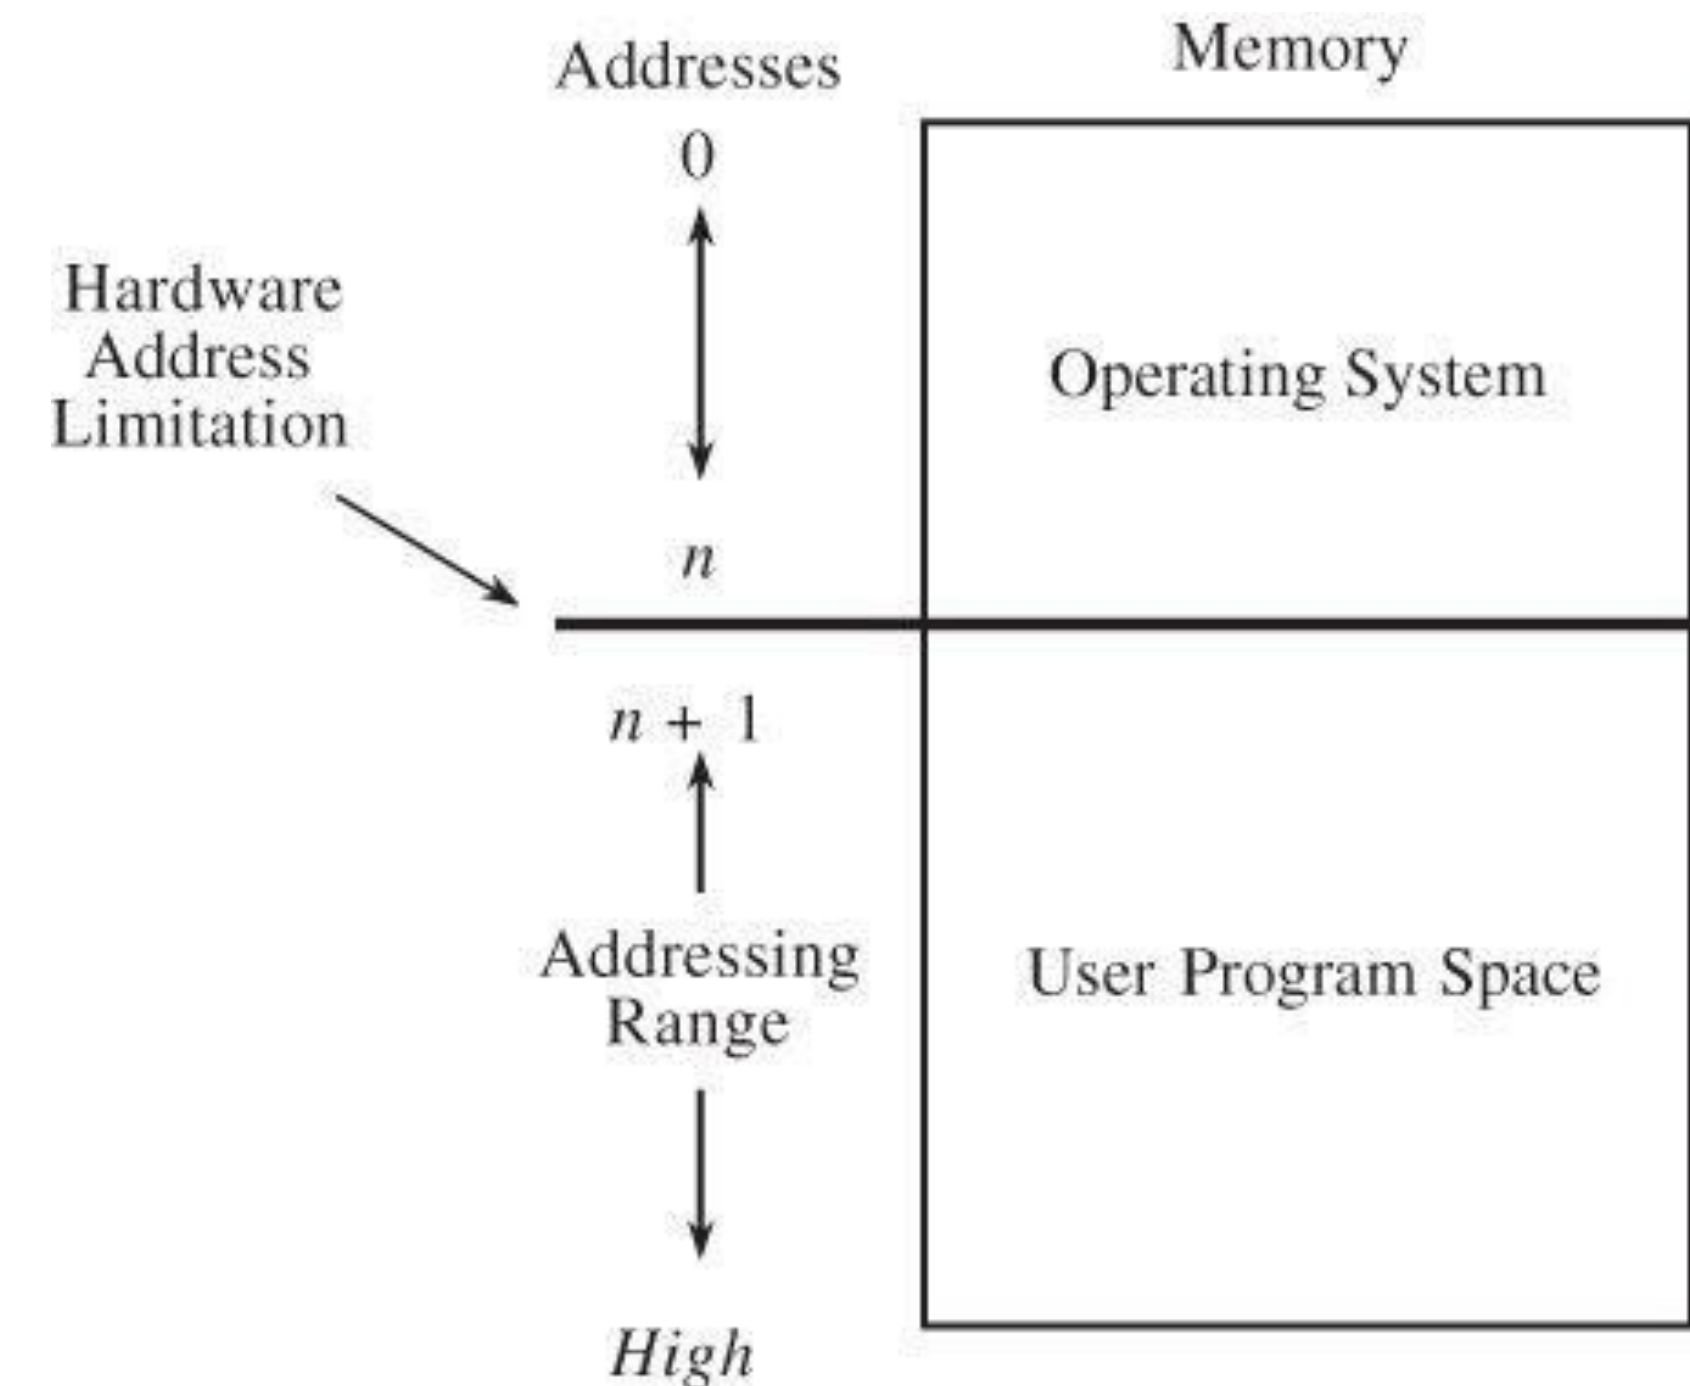 Addresses
Memory
0
Hardware
Address
Limitation
Operating System
n
n + 1
Addressing
Range
User Program Space
High